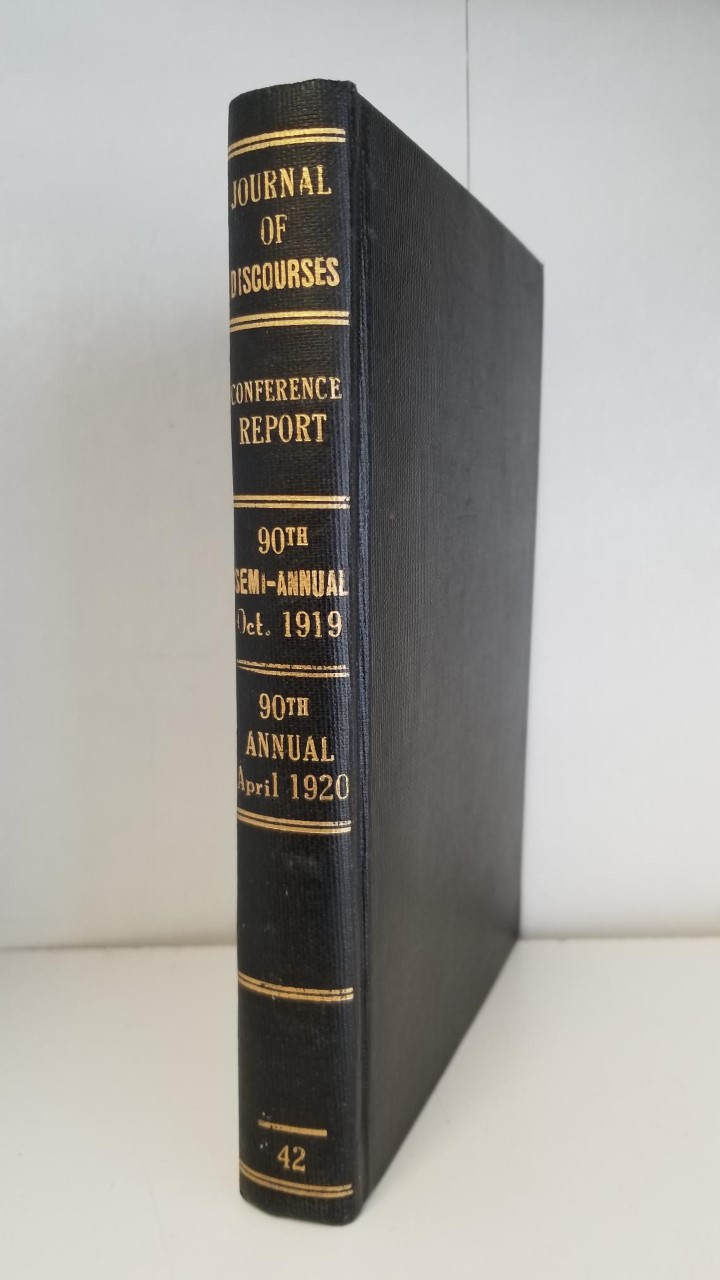 JOURNAL
OF
DISCOURSES
CONFERENCE
REPORT
90TH
SEMI-ANNUAL
Oct. 1919
90TH
ANNUAL
April 1920
42